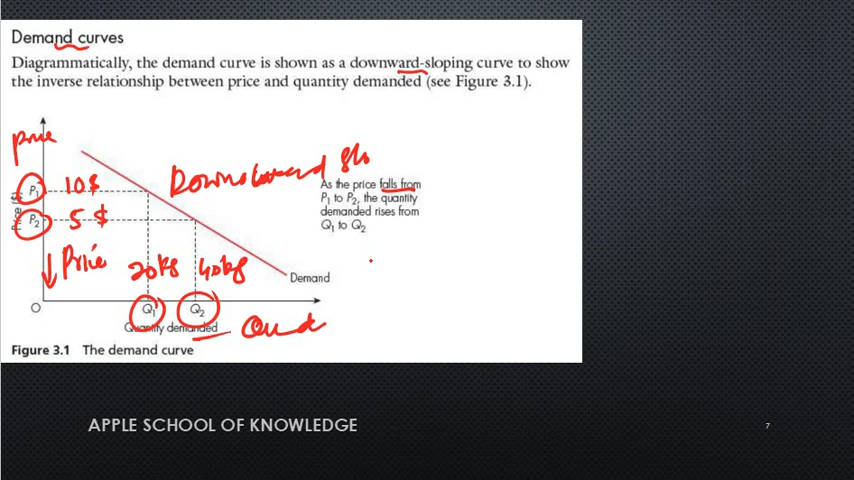 Demand curves
Diagrammatically, the demand curve is shown as a downward-sloping curve to show
the inverse relationship between price and quantity demanded (see Figure 3.1).
Price
Downward
P1 10$
As the price falls from
P1 to P2, the quantity
demanded rises from
Q1 to Q2
P2 5 $
Price
20kg 40kg
Demand
O
Q1 Q2
Quantity demanded
Figure 3.1 The demand curve
APPLE SCHOOL OF KNOWLEDGE
7